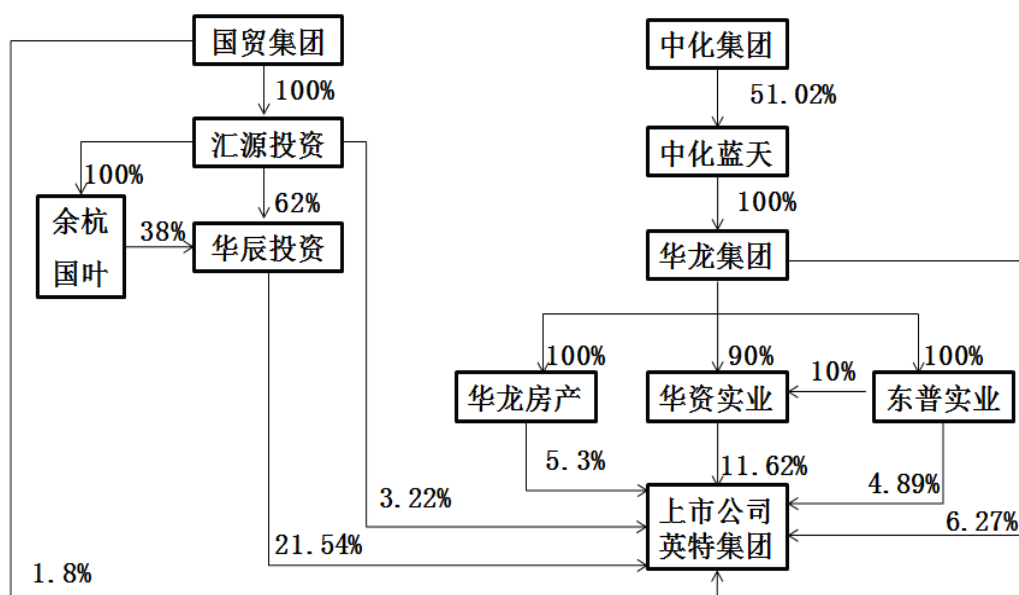 国贸集团
中化集团
100%
51.02%
汇源投资
中化蓝天
100%
62%
100%
余杭
国叶
38%
华辰投资
华龙集团
100%
90%
100%
华龙房产
华资实业
10%
东普实业
5.3%
11.62%
4.89%
3.22%
上市公司
英特集团
6.27%
21.54%
1.8%